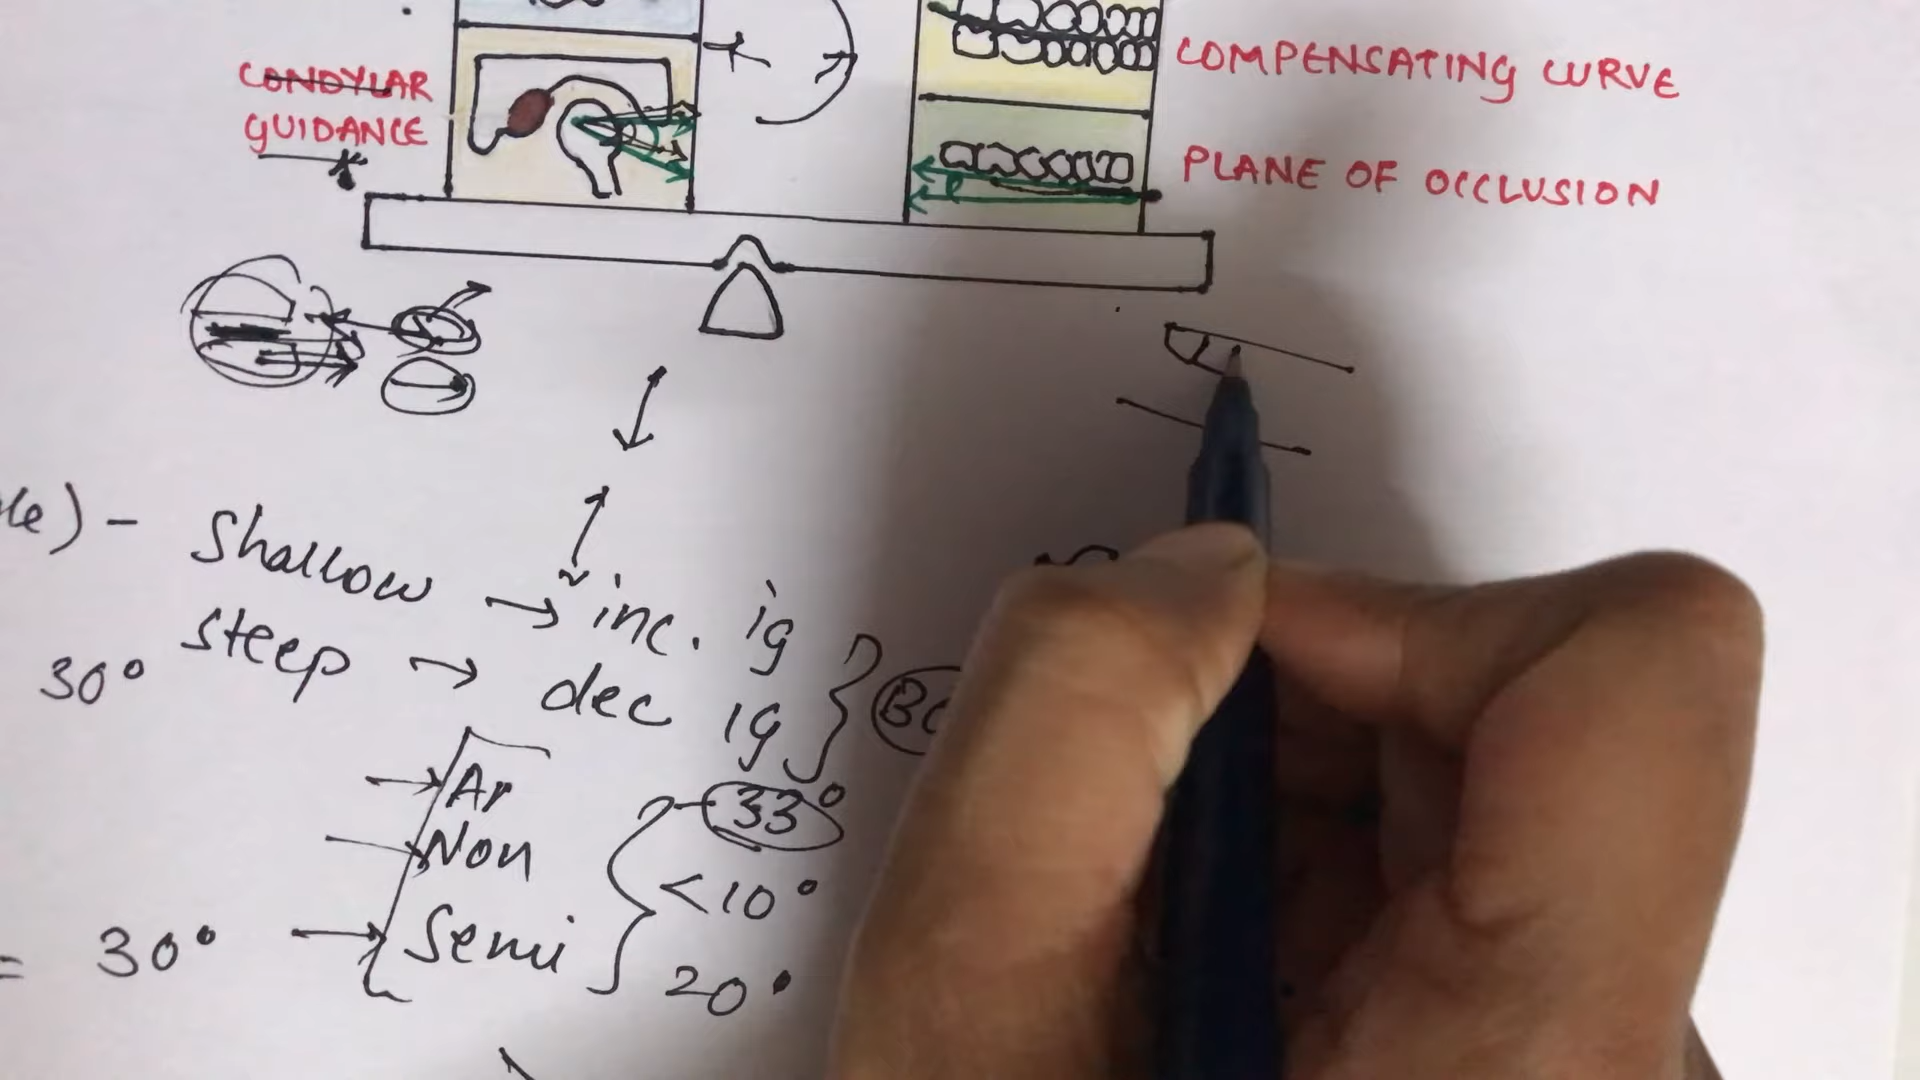 CONDYLAR
GUIDANCE
COMPENSATING CURVE
PLANE OF OCCLUSION
) - Shallow → inc. ig
30° steep → dec ig
Ar
Non
Semi
33°
<10°
20°
= 30°